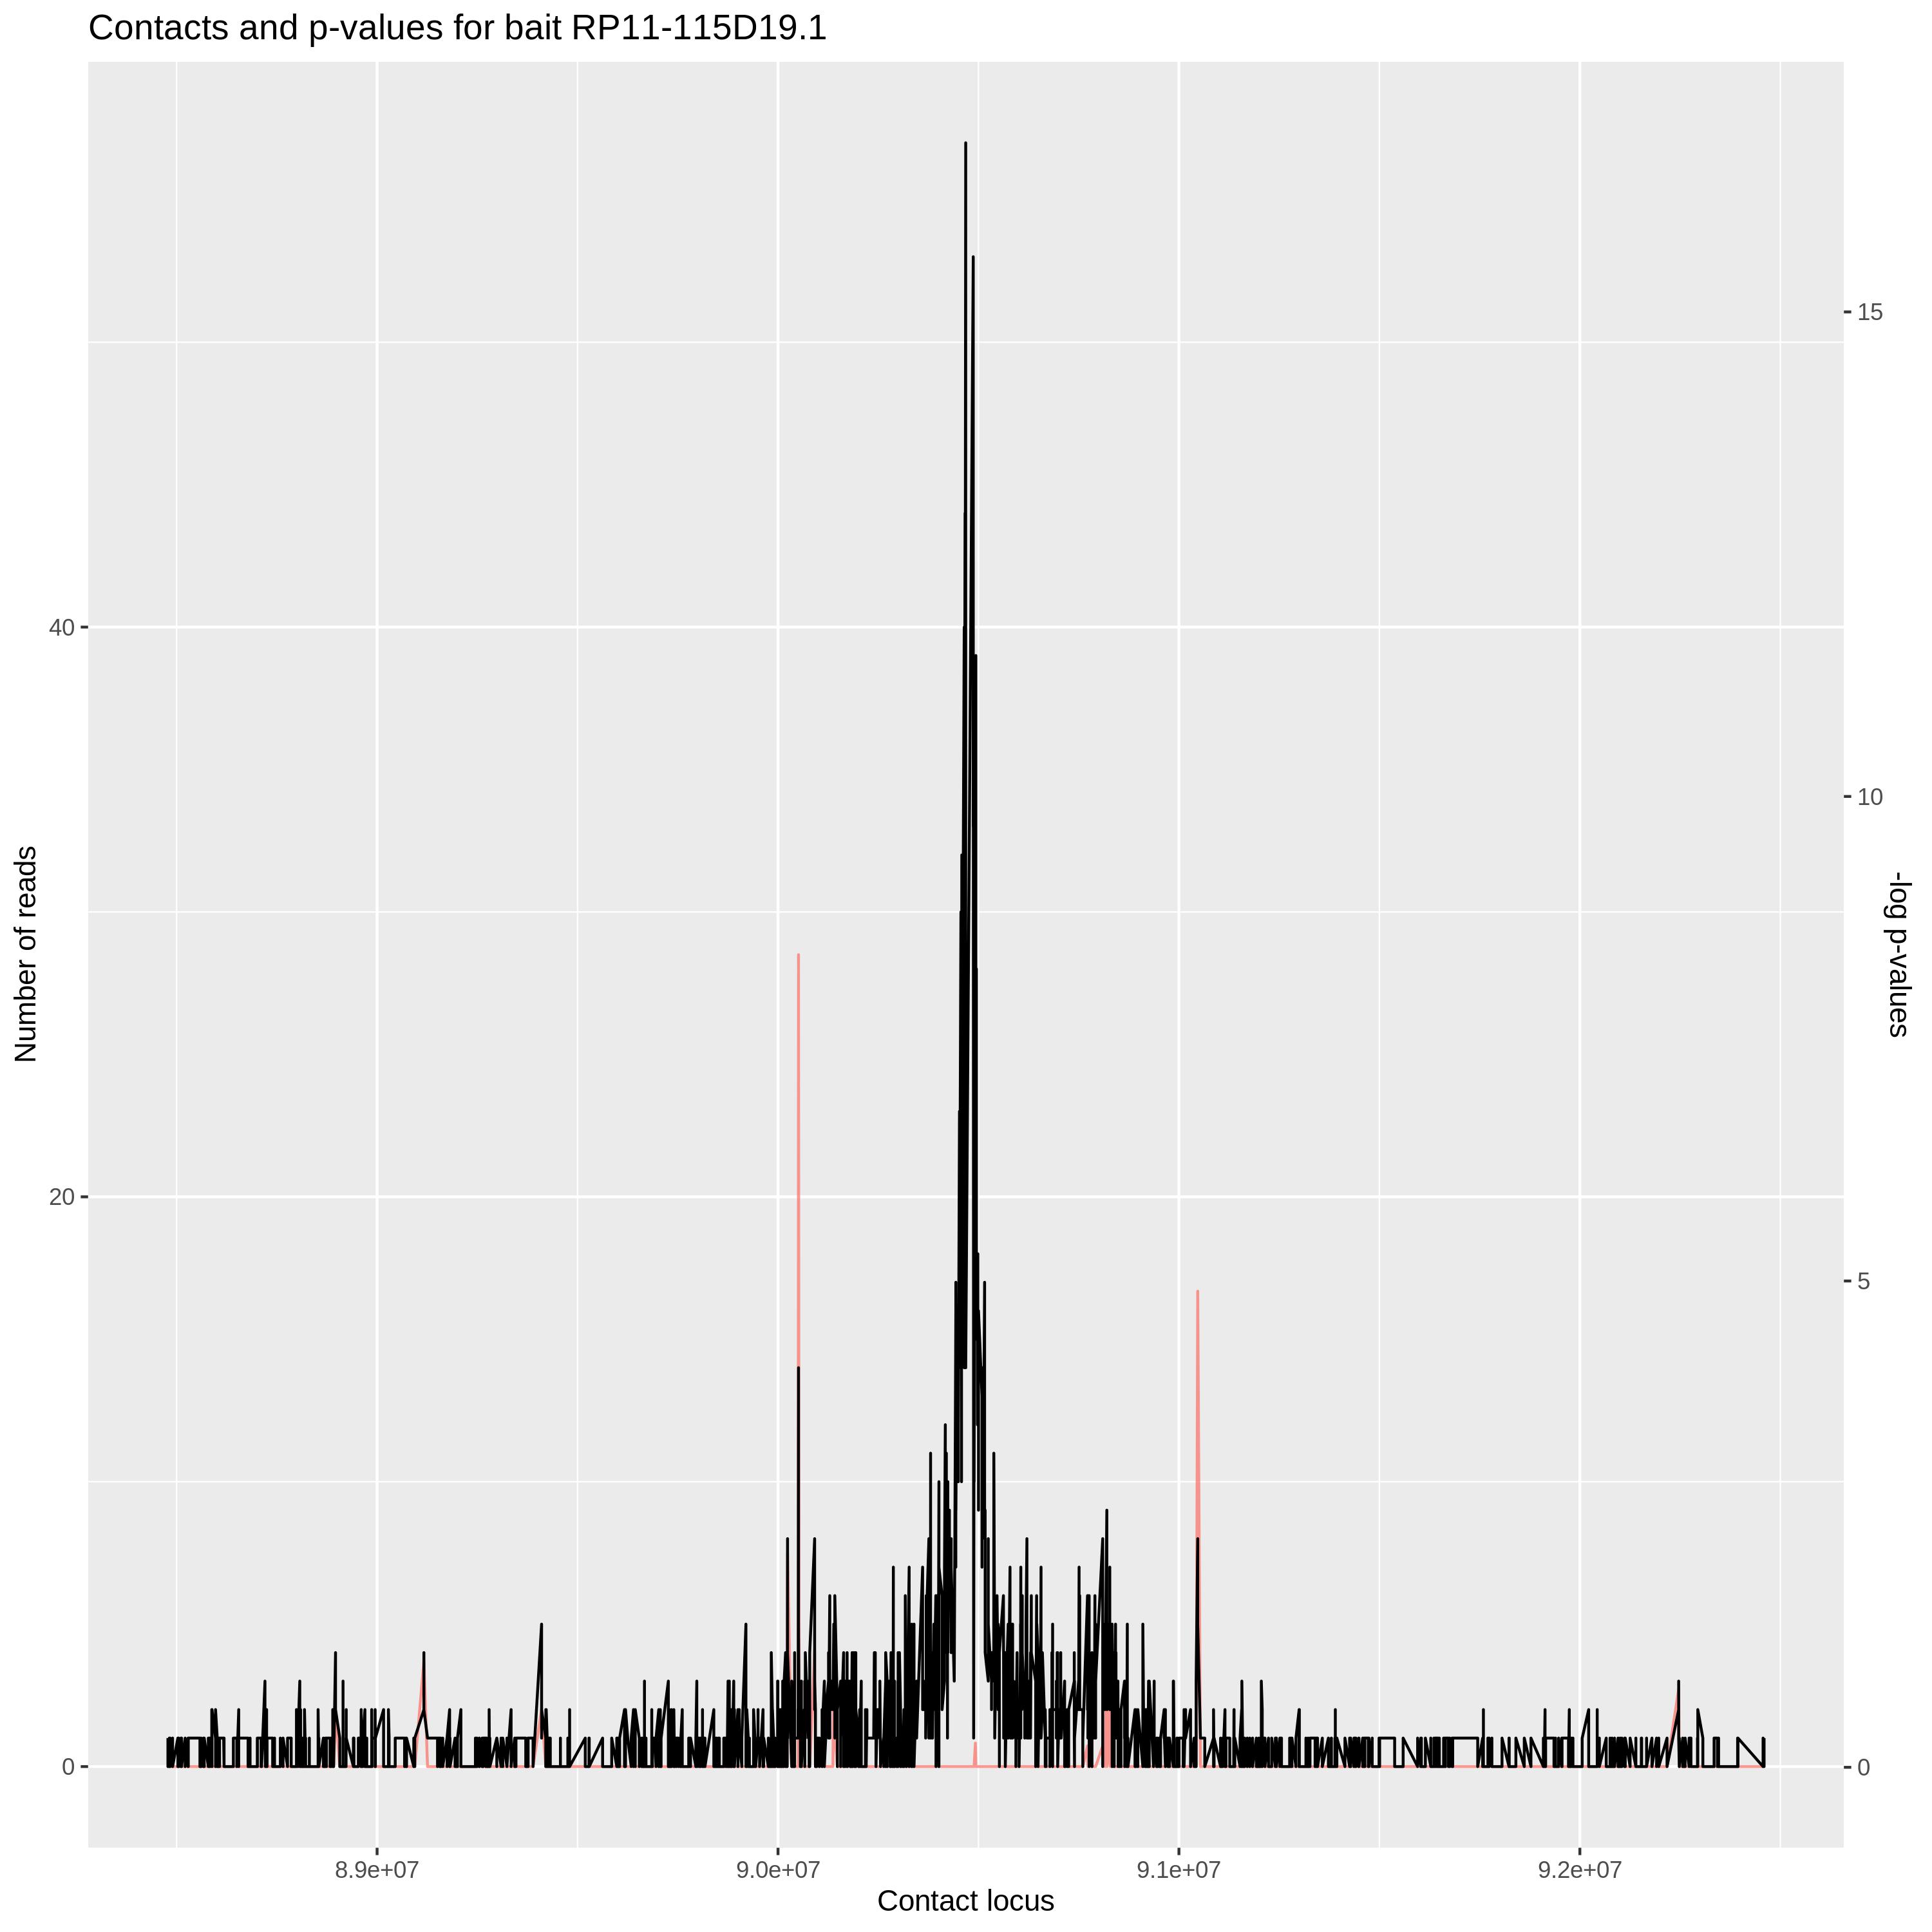 Contacts and p-values for bait RP11-115D19.1
Number of reads
40
20
0
15
10
5
0
-log p-values
8.9e+07
9.0e+07
9.1e+07
9.2e+07
Contact locus